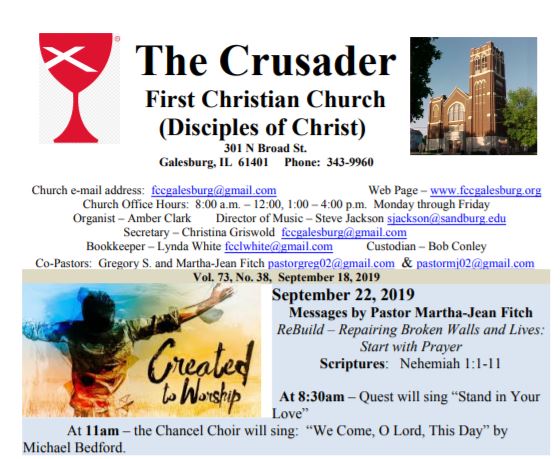 The Crusader
First Christian Church
(Disciples of Christ)
301 N Broad St.
Galesburg, IL 61401 Phone: 343-9960
Church e-mail address: fccgalesburg@gmail.com Web Page – www.fccgalesburg.org
Church Office Hours: 8:00 a.m. – 12:00, 1:00 – 4:00 p.m. Monday through Friday
Organist – Amber Clark Director of Music – Steve Jackson sjackson@sandburg.edu
Secretary – Christina Griswold fccgalesburg@gmail.com
Bookkeeper – Lynda White fcclwhite@gmail.com Custodian – Bob Conley
Co-Pastors: Gregory S. and Martha-Jean Fitch pastorgreg02@gmail.com & pastormj02@gmail.com
Vol. 73, No. 38, September 18, 2019
Created
to Worship
September 22, 2019
Messages by Pastor Martha-Jean Fitch
ReBuild – Repairing Broken Walls and Lives:
Start with Prayer
Scriptures: Nehemiah 1:1-11
At 8:30am – Quest will sing “Stand in Your
Love”
At 11am – the Chancel Choir will sing: “We Come, O Lord, This Day” by
Michael Bedford.